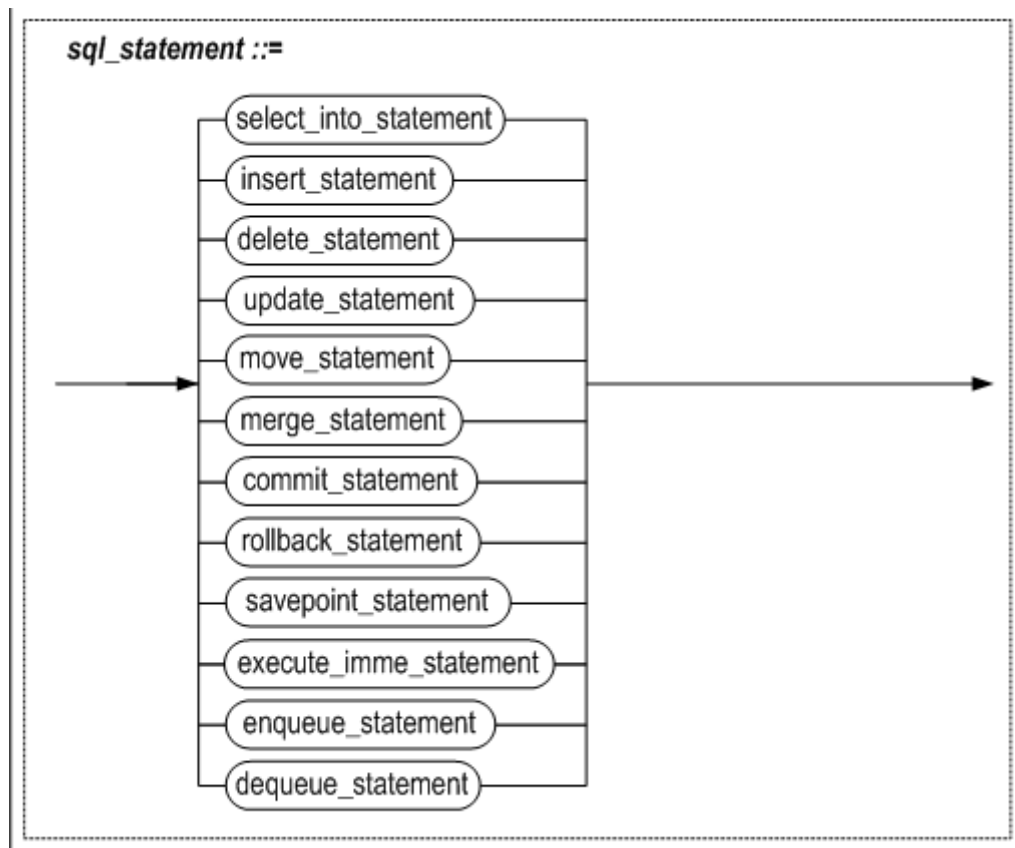 sql_statement ::=
select_into_statement
insert_statement
delete_statement
update_statement
move_statement
merge_statement
commit_statement
rollback_statement
savepoint_statement
execute_imme_statement
enqueue_statement
dequeue_statement